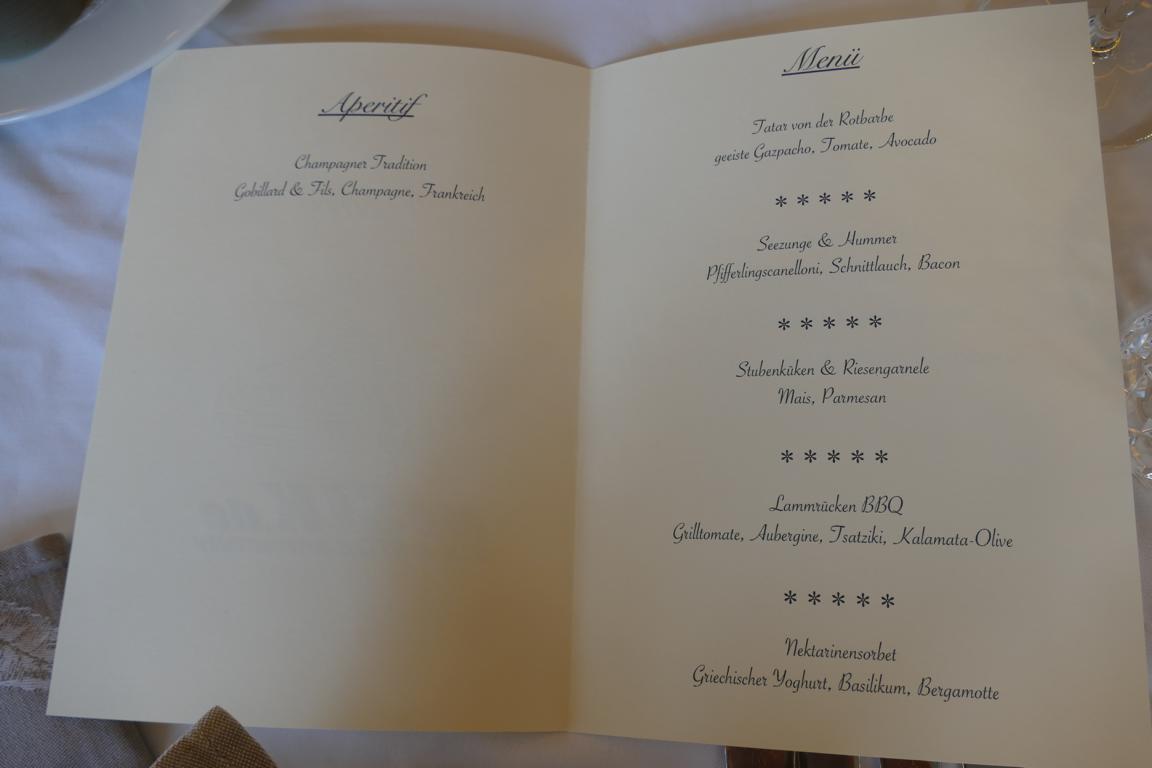 Aperitif
Champagner Tradition
Gobillard & Fils, Champagne, Frankreich
Menü
Tatar von der Rotbarbe
geeiste Gazpacho, Tomate, Avocado
*****
Seezunge & Hummer
Pfifferlingscanelloni, Schnittlauch, Bacon
*****
Stubenküken & Riesengarnele
Mais, Parmesan
*****
Lammrücken BBQ
Grilltomate, Aubergine, Tsatziki, Kalamata-Olive
*****
Nektarinensorbet
Griechischer Yoghurt, Basilikum, Bergamotte